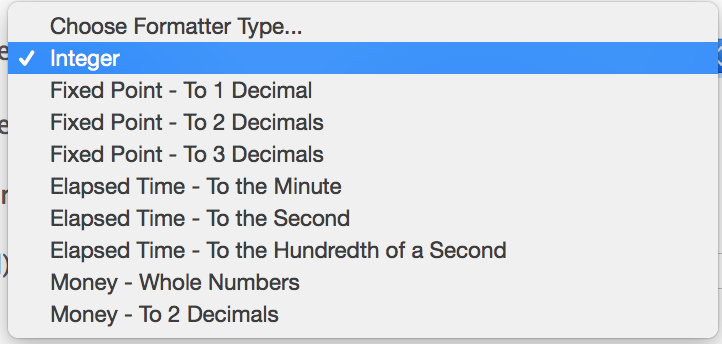 Choose Formatter Type...
✓ Integer
Fixed Point - To 1 Decimal
Fixed Point - To 2 Decimals
Fixed Point - To 3 Decimals
Elapsed Time - To the Minute
Elapsed Time - To the Second
Elapsed Time - To the Hundredth of a Second
Money - Whole Numbers
Money - To 2 Decimals